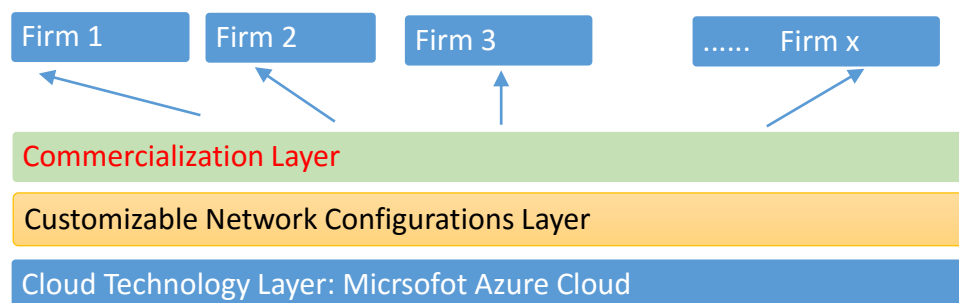 Firm 1
Firm 2
Firm 3
...... Firm x
Commercialization Layer
Customizable Network Configurations Layer
Cloud Technology Layer: Micrsofot Azure Cloud